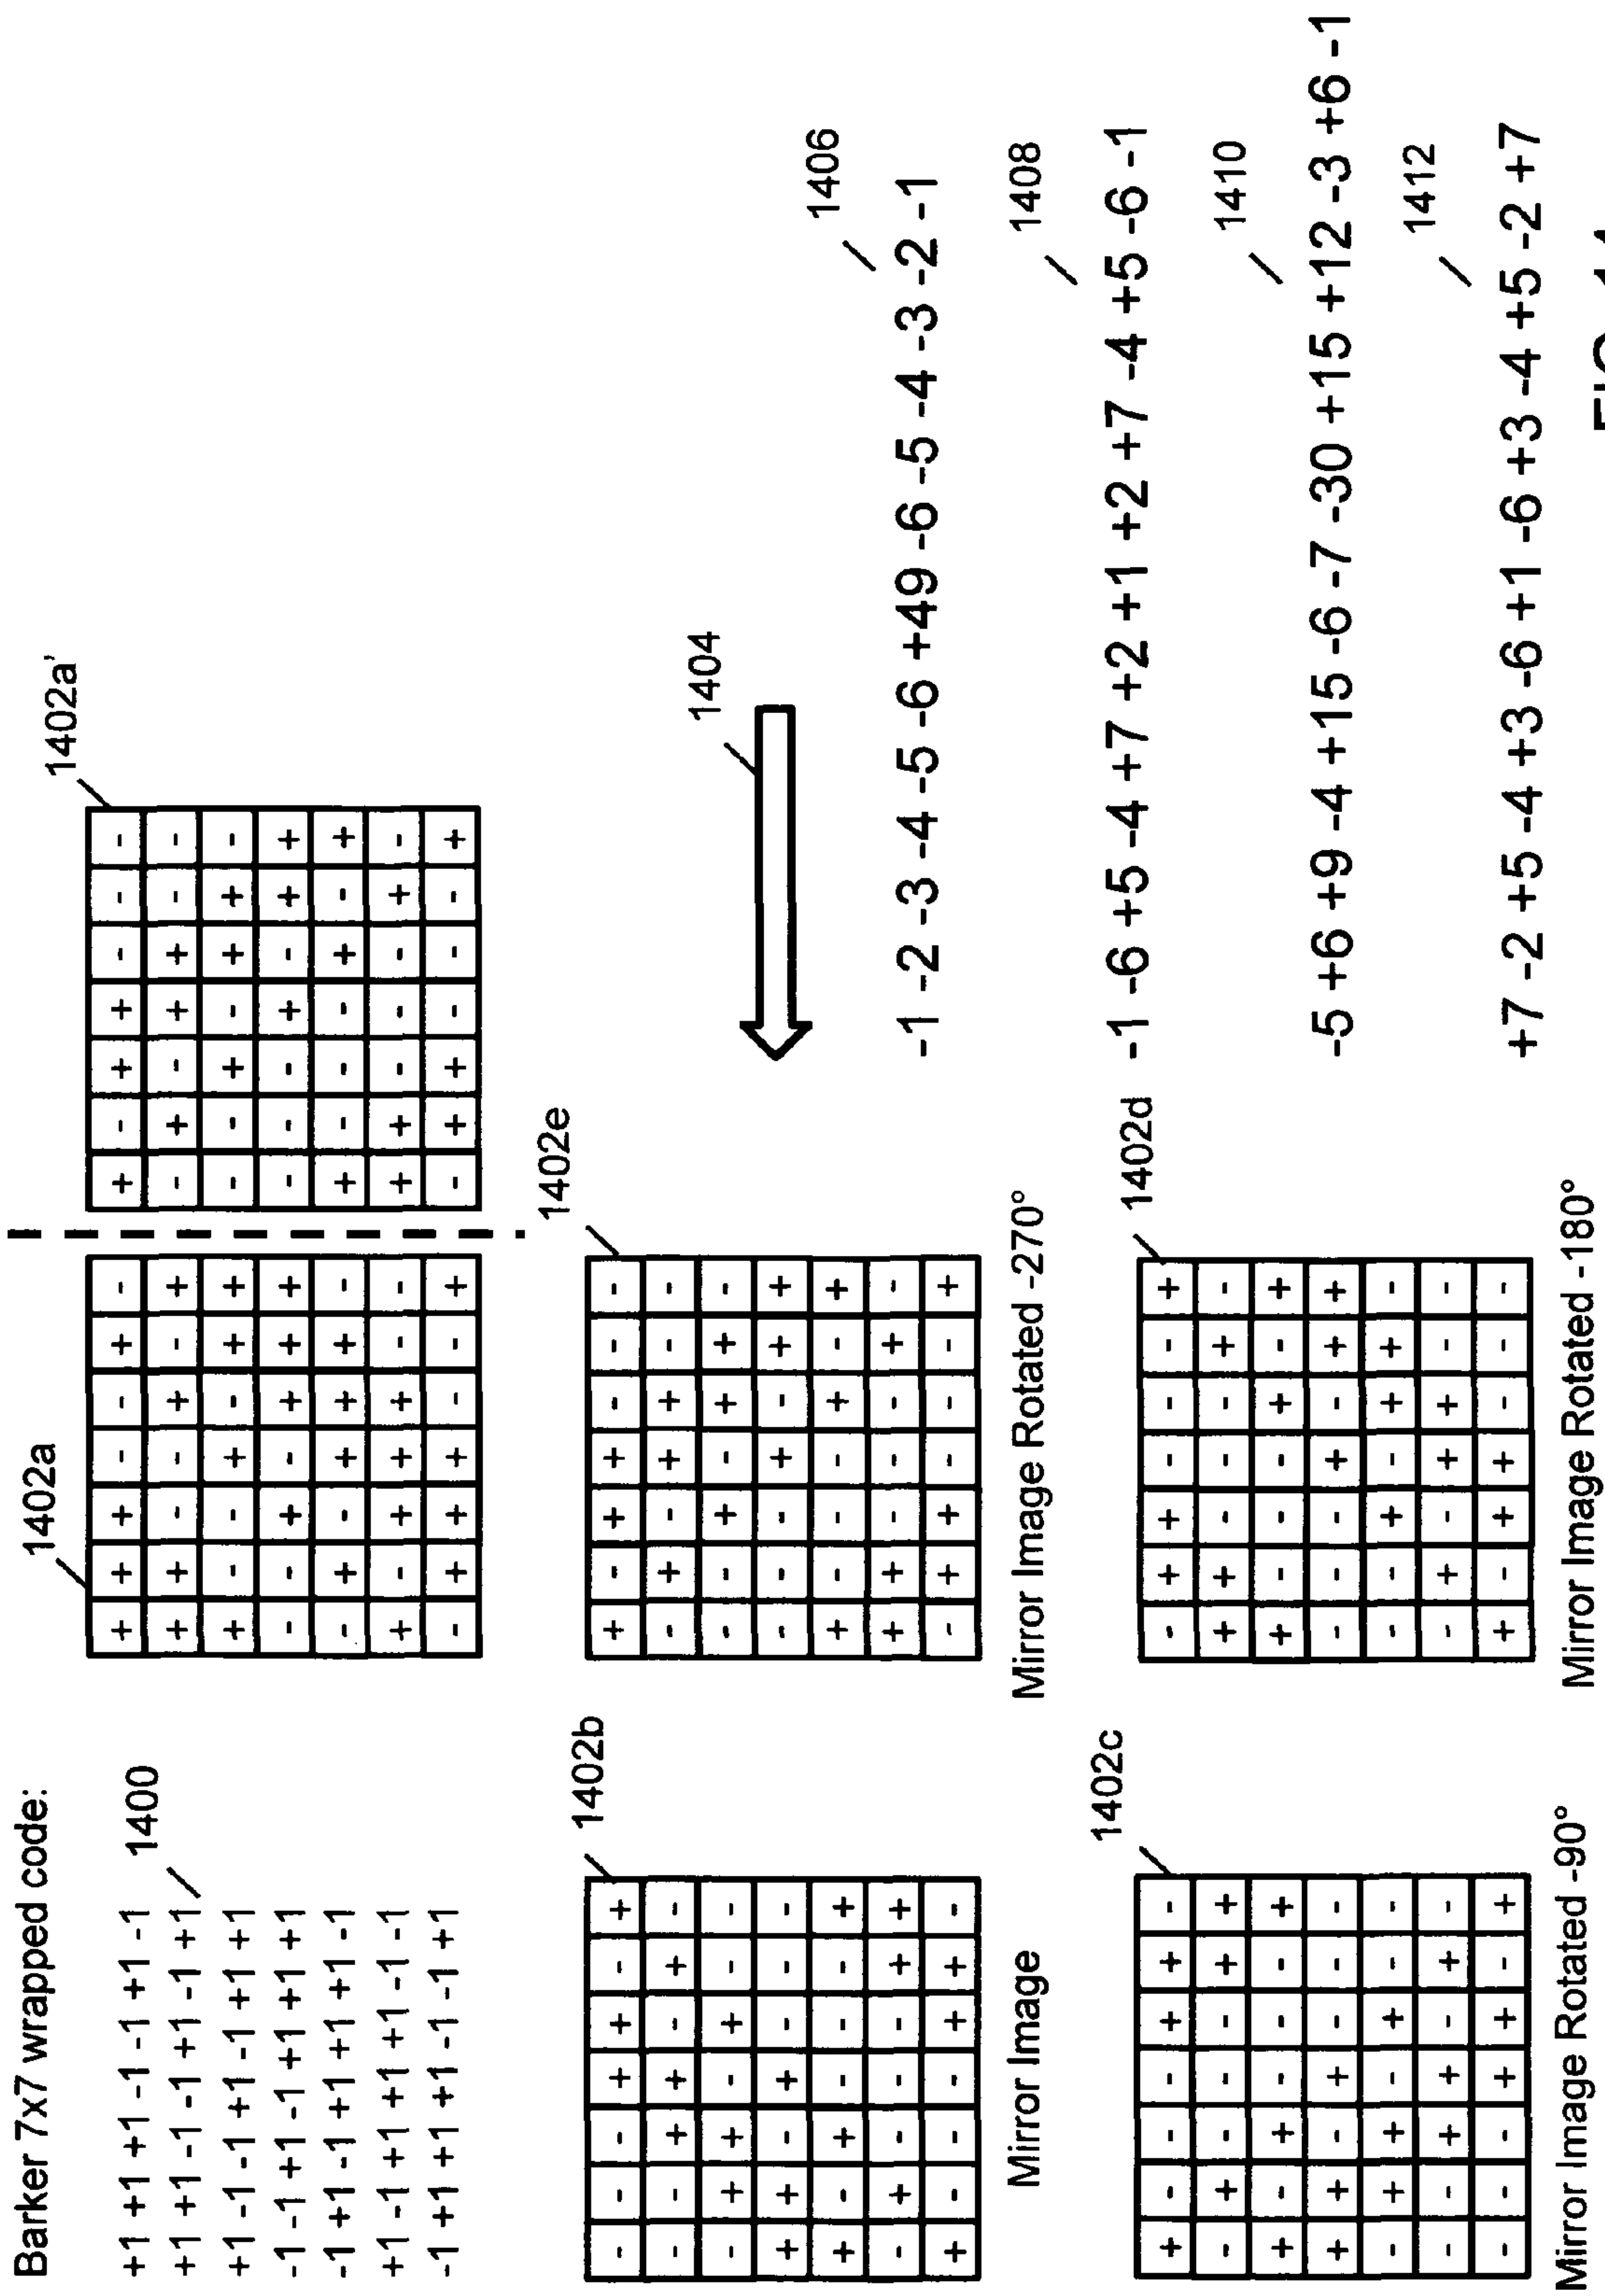 Barker 7x7 wrapped code:
1400
+1 +1 +1 -1 -1 +1 -1
+1 +1 -1 -1 +1 -1 +1
+1 -1 -1 +1 -1 +1 +1
-1 -1 +1 -1 +1 +1 +1
-1 +1 -1 +1 +1 +1 -1
+1 -1 +1 +1 +1 -1 -1
-1 +1 +1 +1 -1 -1 +1
1402a
+ + + - - + -
+ + - - + - +
+ - - + - + +
- - + - + + +
- + - + + + -
+ - + + + - -
- + + + - - +
1402a'
+ - + + - - -
- + - + + - -
- - + - + + -
- - - + - + +
+ - - - + - +
+ + - - - + -
- + + - - - +
1402b
- - - + + - +
- - + + - + -
- + + - + - -
+ + - + - - -
+ - + - - - +
- + - - - + +
+ - - - + + -
Mirror Image
1402e
+ - + + - - -
- + - + + - -
- - + - + + -
- - - + - + +
+ - - - + - +
+ + - - - + -
- + + - - - +
Mirror Image Rotated -270°
1402c
+ - - - + + -
- + - - - + +
+ - + - - - +
+ + - + - - -
- + + - + - -
- - + + - + -
- - - + + - +
Mirror Image Rotated -90°
1402d
- + + - - - +
+ + - - - + -
+ - - - + - +
- - - + - + +
- - + - + + -
- + - + + - -
+ - + + - - -
Mirror Image Rotated -180°
1404
1406
-1 -2 -3 -4 -5 -6 +49 -6 -5 -4 -3 -2 -1
1408
-1 -6 +5 -4 +7 +2 +1 +2 +7 -4 +5 -6 -1
1410
-5 +6 +9 -4 +15 -6 -7 -30 +15 +12 -3 +6 -1
1412
+7 -2 +5 -4 +3 -6 +1 -6 +3 -4 +5 -2 +7